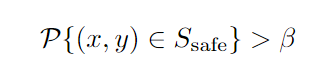 𝒫{(x, y) ∈ S_safe} > β